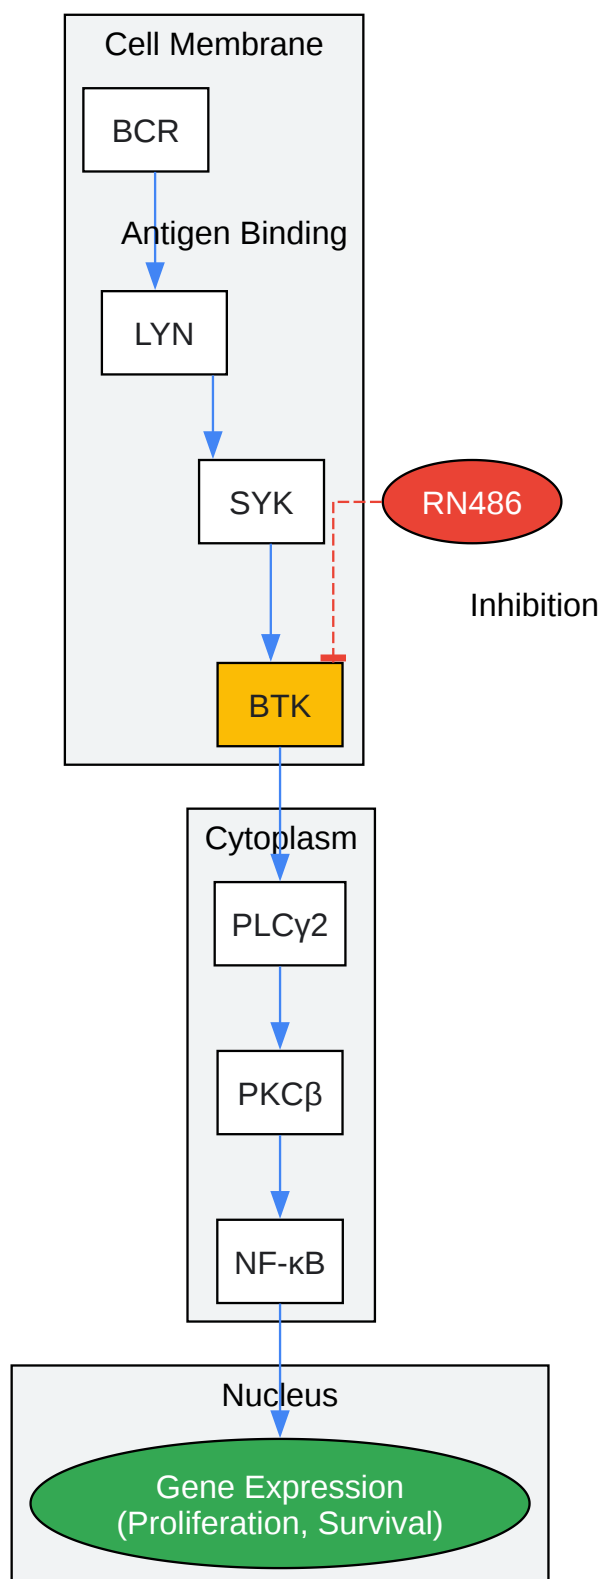 Cell Membrane
BCR
Antigen Binding
LYN
SYK
RN486
Inhibition
BTK
Cytoplasm
PLCγ2
PKCβ
NF-κB
Nucleus
Gene Expression
(Proliferation, Survival)